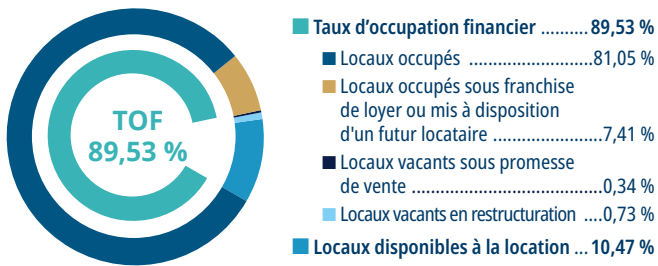 TOF
89,53 %
Taux d'occupation financier ..........89,53 %
Locaux occupés .....................81,05 %
Locaux occupés sous franchise
de loyer ou mis à disposition
d'un futur locataire ...................7,41 %
Locaux vacants sous promesse
de vente ...................................0,34 %
Locaux vacants en restructuration ....0,73 %
Locaux disponibles à la location ...10,47 %